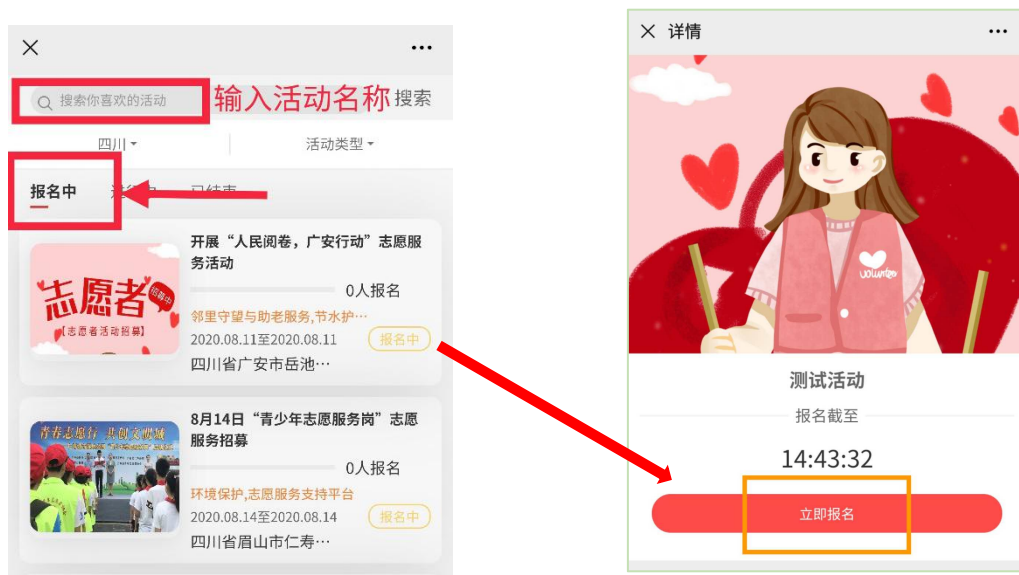 搜索你喜欢的活动
输入活动名称
搜索
四川
活动类型
报名中
已结束
开展“人民阅卷，广安行动”志愿服
务活动
0人报名
邻里守望与助老服务,节水护…
2020.08.11至2020.08.11
报名中
四川省广安市岳池…
志愿者
招募中
【志愿者活动招募】
8月14日“青少年志愿服务岗”志愿
服务招募
0人报名
环境保护,志愿服务支持平台
2020.08.14至2020.08.14
报名中
四川省眉山市仁寿…
青春志愿行 共创文明城
详情
测试活动
报名截至
14:43:32
立即报名